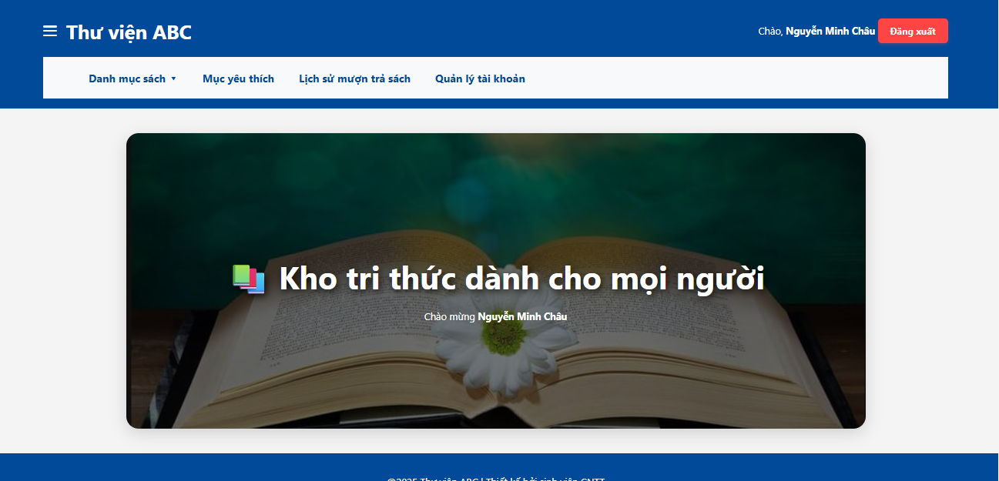 Thư viện ABC
Chào, Nguyễn Minh Châu Đăng xuất
Danh mục sách ▼ Mục yêu thích Lịch sử mượn trả sách Quản lý tài khoản
📚 Kho tri thức dành cho mọi người
Chào mừng Nguyễn Minh Châu
©2025 Thư viện ABC | Thiết kế bởi sinh viên CNTT